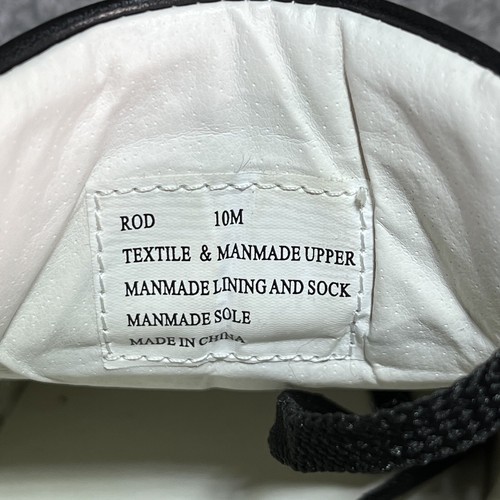 ROD 10M
TEXTILE & MANMADE UPPER
MANMADE LINING AND SOCK
MANMADE SOLE
MADE IN CHINA